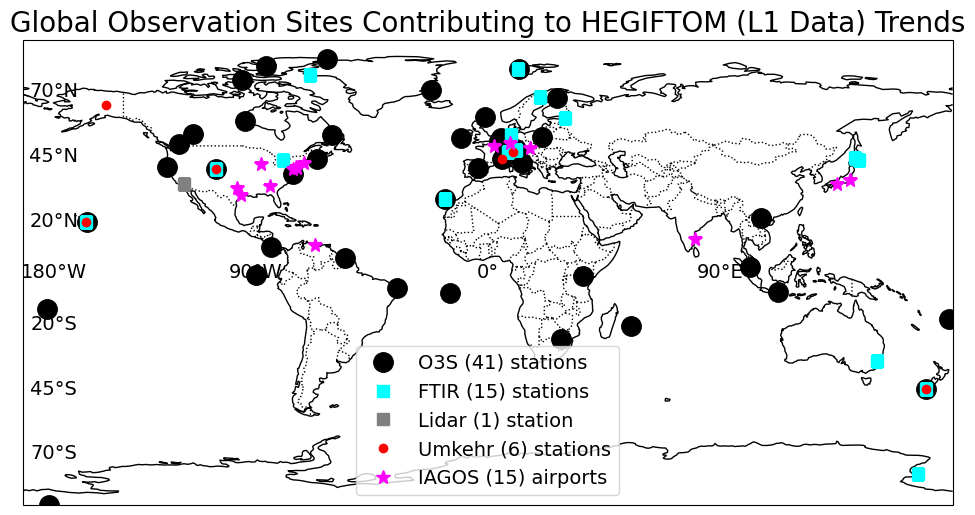 Global Observation Sites Contributing to HEGIFTOM (L1 Data) Trends
70°N
45°N
20°N
180°W 90°W 0° 90°E
20°S
45°S
70°S
O3S (41) stations
FTIR (15) stations
Lidar (1) station
Umkehr (6) stations
IAGOS (15) airports